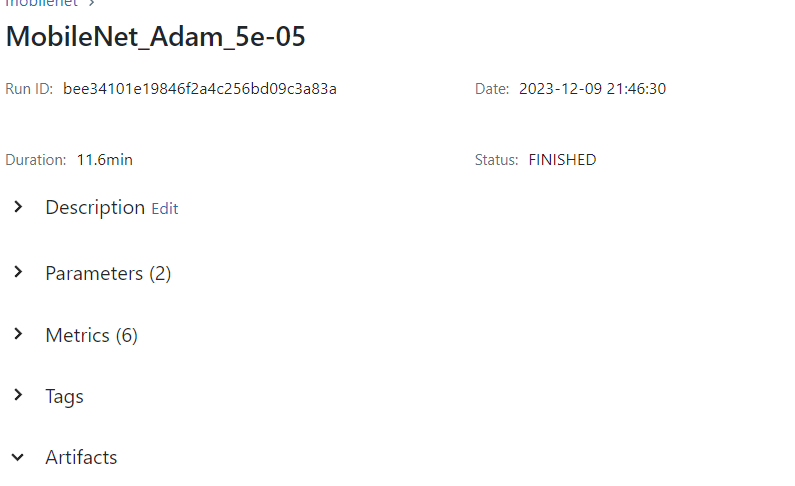 mobilenet >
MobileNet_Adam_5e-05
Run ID: bee34101e19846f2a4c256bd09c3a83a Date: 2023-12-09 21:46:30
Duration: 11.6min Status: FINISHED
Description Edit
Parameters (2)
Metrics (6)
Tags
Artifacts